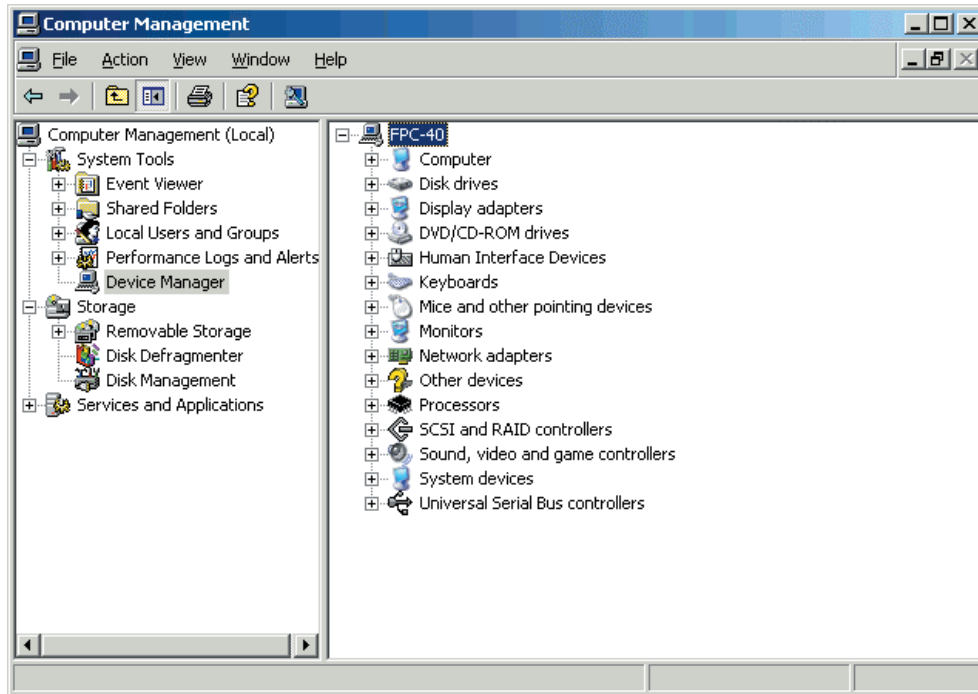 Computer Management
File Action View Window Help
Computer Management (Local)
System Tools
Event Viewer
Shared Folders
Local Users and Groups
Performance Logs and Alerts
Device Manager
Storage
Removable Storage
Disk Defragmenter
Disk Management
Services and Applications
FPC-40
Computer
Disk drives
Display adapters
DVD/CD-ROM drives
Human Interface Devices
Keyboards
Mice and other pointing devices
Monitors
Network adapters
Other devices
Processors
SCSI and RAID controllers
Sound, video and game controllers
System devices
Universal Serial Bus controllers